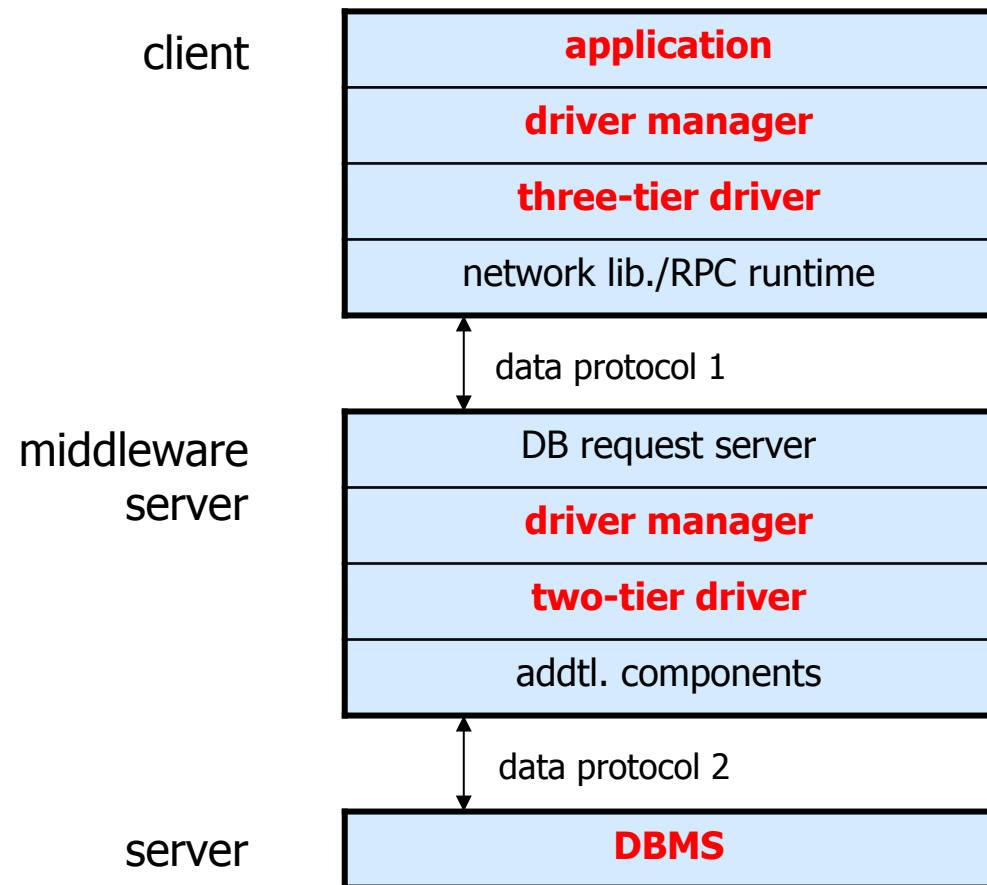 client
application
driver manager
three-tier driver
network lib./RPC runtime
data protocol 1
middleware
server
DB request server
driver manager
two-tier driver
addtl. components
data protocol 2
server
DBMS